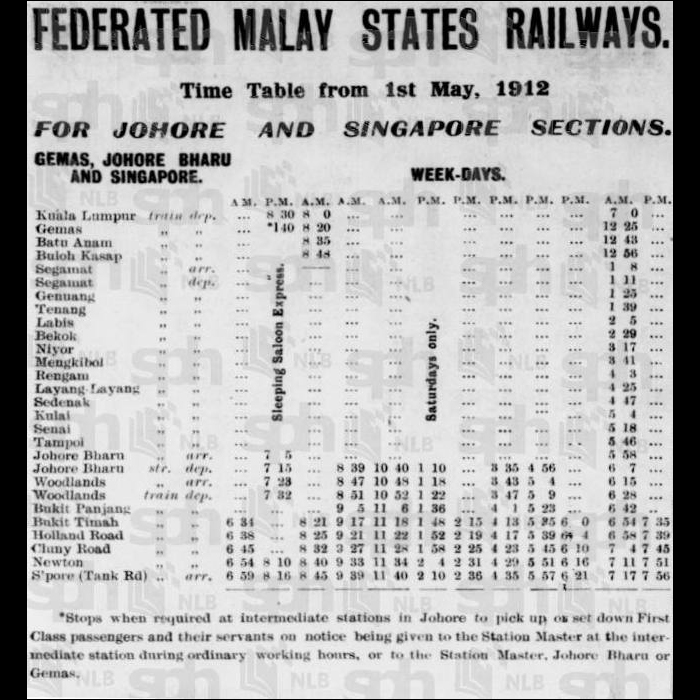 FEDERATED MALAY STATES RAILWAYS.
Time Table from 1st May, 1912
FOR JOHORE AND SINGAPORE SECTIONS.
GEMAS, JOHORE BHARU
AND SINGAPORE.
WEEK-DAYS.
A.M. P.M. A.M. A.M. A.M. P.M. P.M. P.M. P.M. P.M. A.M. P.M.
Kuala Lumpur train dep. ... 8 30 8 0 ... ... ... ... ... ... ... 7 0
Gemas " " ... *1 40 8 20 ... ... ... ... ... ... ... 12 25 ...
Batu Anam " " 8 35 ... ... ... ... ... ... ... 12 43 ...
Buloh Kasap " " 8 48 ... ... ... ... ... ... ... 12 56 ...
Segamat " arr. ... ... ... ... ... ... ... ... ... 1 8 ...
Segamat " dep. ... ... ... ... ... ... ... ... ... 1 11 ...
Genuang " " ... ... ... ... ... ... ... ... ... 1 25 ...
Tenang " " ... ... ... ... ... ... ... ... ... 1 39 ...
Labis " " ... ... ... ... ... ... ... ... ... 2 5 ...
Bekok " " ... ... ... ... ... ... ... ... ... 2 29 ...
Niyor " " ... ... ... ... ... ... ... ... ... 3 17 ...
Mengkibol " " ... ... ... ... ... ... ... ... ... 3 41 ...
Rengam " " ... ... ... ... ... ... ... ... ... 4 3 ...
Layang-Layang " " ... ... ... ... ... ... ... ... ... 4 25 ...
Sedenak " " ... ... ... ... ... ... ... ... ... 4 47 ...
Kulai " " ... ... ... ... ... ... ... ... ... 5 4 ...
Senai " " ... ... ... ... ... ... ... ... ... 5 18 ...
Tampoi " " ... ... ... ... ... ... ... ... ... 5 46 ...
Sleeping Saloon Express.
Saturdays only.
Johore Bharu " arr. ... 7 5 ... ... ... ... ... ... ... ... 5 58 ...
Johore Bharu str. dep. ... 7 15 ... 8 39 10 40 1 10 ... 3 35 4 56 ... 6 7 ...
Woodlands " arr. ... 7 23 ... 8 47 10 48 1 18 ... 3 43 5 4 ... 6 15 ...
Woodlands train dep. ... 7 32 ... 8 51 10 52 1 22 ... 3 47 5 9 ... 6 28 ...
Bukit Panjang " ... ... ... 9 5 11 6 1 36 ... 4 1 5 23 ... 6 42 ...
Bukit Timah " " 6 34 ... 8 21 9 17 11 18 1 48 2 15 4 13 5 35 6 0 6 54 7 35
Holland Road " " 6 38 ... 8 25 9 21 11 22 1 52 2 19 4 17 5 39 6 4 6 58 7 39
Cluny Road " " 6 45 ... 8 32 3 27 11 28 1 58 2 25 4 23 5 45 6 10 7 4 7 45
Newton " " 6 54 8 10 8 40 9 33 11 34 2 4 2 31 4 29 5 51 6 16 7 11 7 51
S'pore (Tank Rd) " arr. 6 59 8 16 8 45 9 39 11 40 2 10 2 36 4 35 5 57 6 21 7 17 7 56
*Stops when required at intermediate stations in Johore to pick up or set down First
Class passengers and their servants on notice being given to the Station Master at the inter-
mediate station during ordinary working hours, or to the Station Master, Johore Bharu or
Gemas.